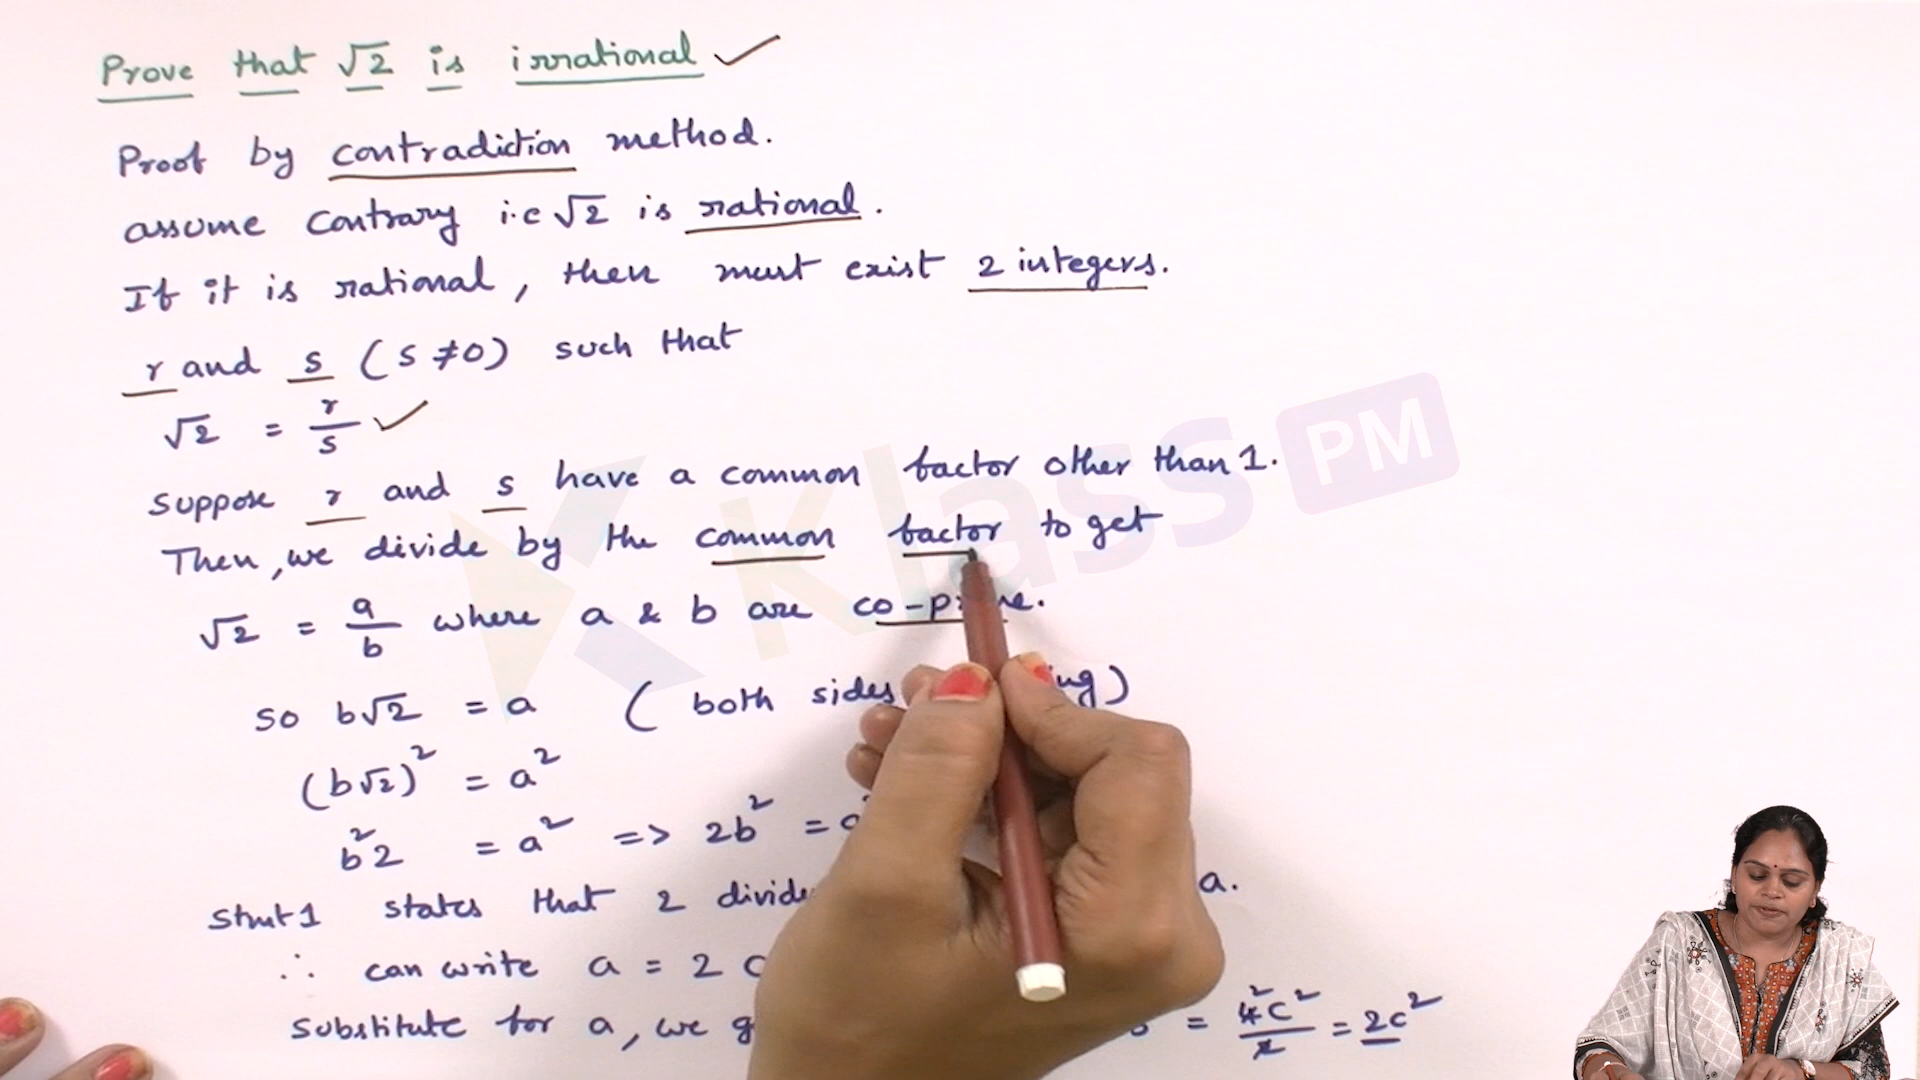 Prove that √2 is irrational ✓
Proof by contradiction method.
assume contrary i.e √2 is rational.
If it is rational, then must exist 2 integers.
r and s (s ≠ 0) such that
√2 = r/s ✓
suppose r and s have a common factor other than 1.
Then, we divide by the common factor to get
√2 = a/b where a & b are co-p
so b√2 = a ( both sides ing)
(b√2)² = a²
b²2 = a² => 2b² = a
Stmt 1 states that 2 divide a.
∴ can write a = 2c
substitute for a, we g = 4c²/2 = 2c²
Klass PM